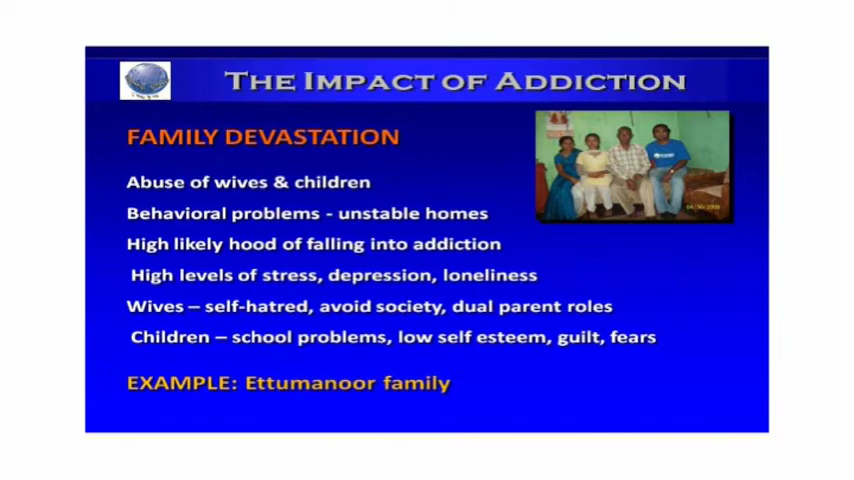 THE IMPACT OF ADDICTION
FAMILY DEVASTATION
Abuse of wives & children
Behavioral problems - unstable homes
High likely hood of falling into addiction
High levels of stress, depression, loneliness
Wives – self-hatred, avoid society, dual parent roles
Children – school problems, low self esteem, guilt, fears
EXAMPLE: Ettumanoor family